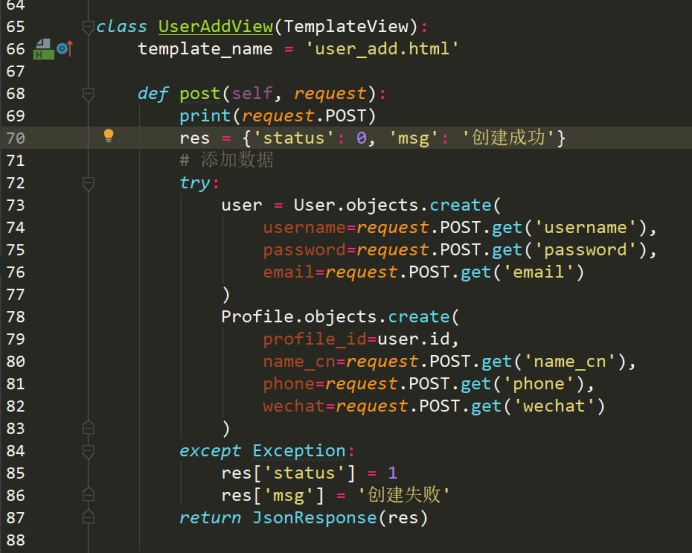 64
65 class UserAddView(TemplateView):
66 template_name = 'user_add.html'
67
68 def post(self, request):
69 print(request.POST)
70 res = {'status': 0, 'msg': '创建成功'}
71 # 添加数据
72 try:
73 user = User.objects.create(
74 username=request.POST.get('username'),
75 password=request.POST.get('password'),
76 email=request.POST.get('email')
77 )
78 Profile.objects.create(
79 profile_id=user.id,
80 name_cn=request.POST.get('name_cn'),
81 phone=request.POST.get('phone'),
82 wechat=request.POST.get('wechat')
83 )
84 except Exception:
85 res['status'] = 1
86 res['msg'] = '创建失败'
87 return JsonResponse(res)
88